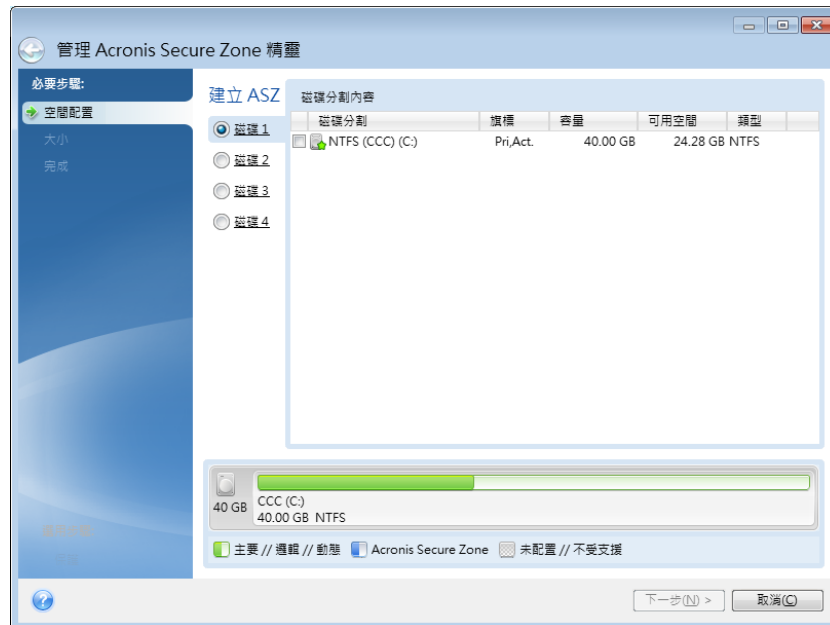 管理 Acronis Secure Zone 精靈
必要步驟:
空間配置
大小
完成
建立 ASZ
磁碟 1
磁碟 2
磁碟 3
磁碟 4
磁碟分割內容
磁碟分割 旗標 容量 可用空間 類型
NTFS (CCC) (C:) Pri,Act. 40.00 GB 24.28 GB NTFS
40 GB
CCC (C:)
40.00 GB NTFS
主要 // 邏輯 // 動態 Acronis Secure Zone 未配置 // 不受支援
下一步(N) > 取消(C)